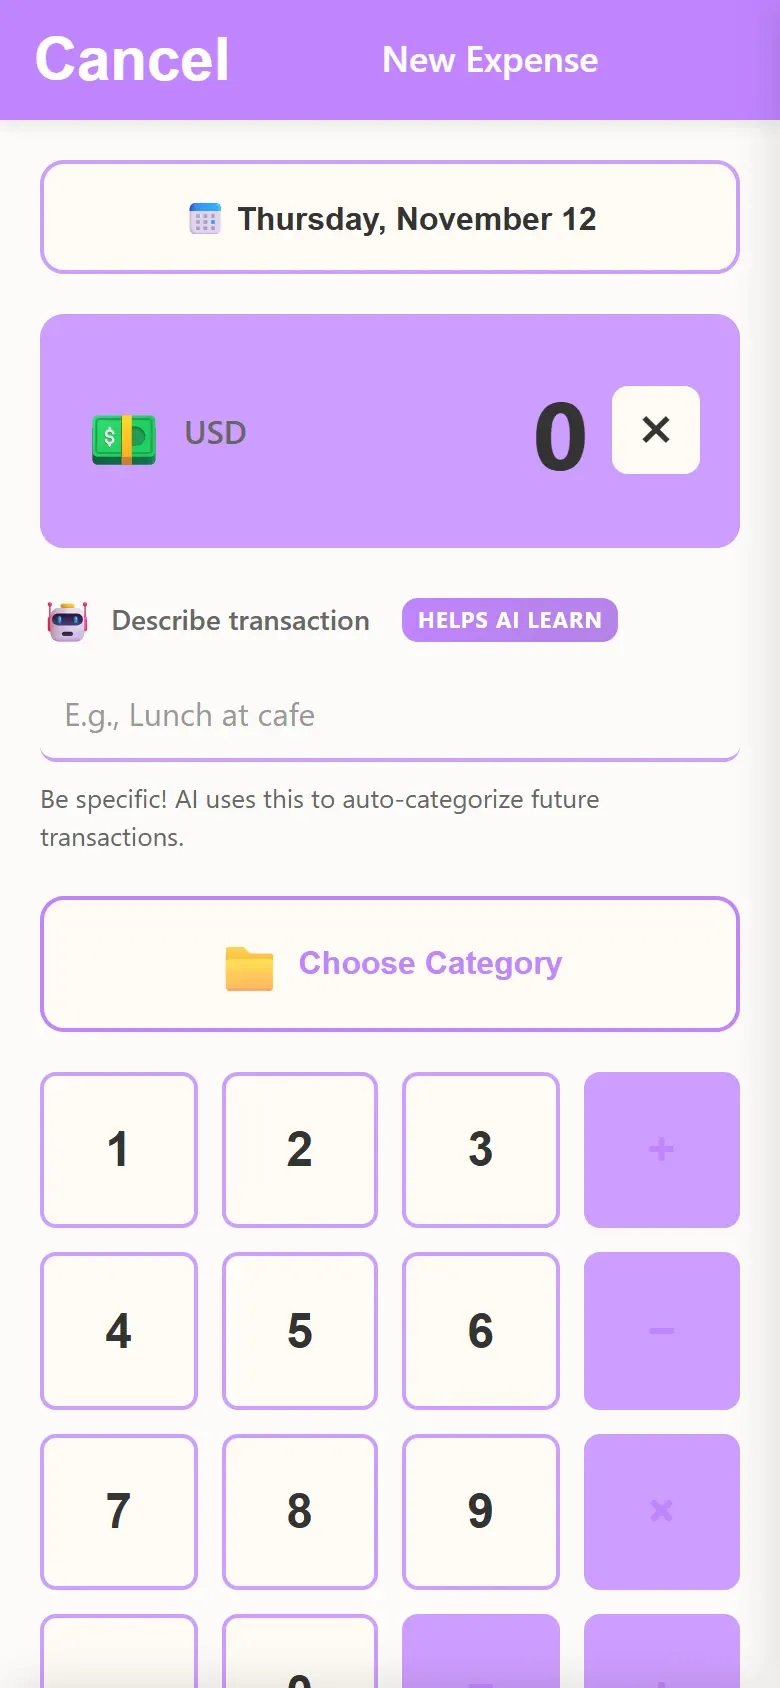 Cancel
New Expense
Thursday, November 12
USD
0
×
Describe transaction
HELPS AI LEARN
E.g., Lunch at cafe
Be specific! AI uses this to auto-categorize future
transactions.
Choose Category
1 2 3 +
4 5 6 −
7 8 9 ×
0